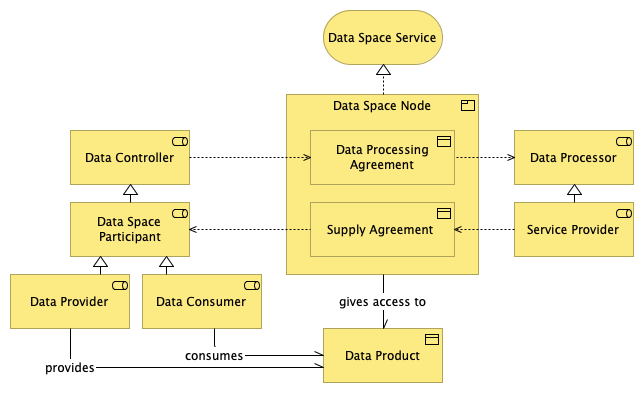 Data Space Service
Data Space Node
Data Controller
Data Processing
Agreement
Data Processor
Data Space
Participant
Supply Agreement
Service Provider
Data Provider
Data Consumer
gives access to
consumes
Data Product
provides